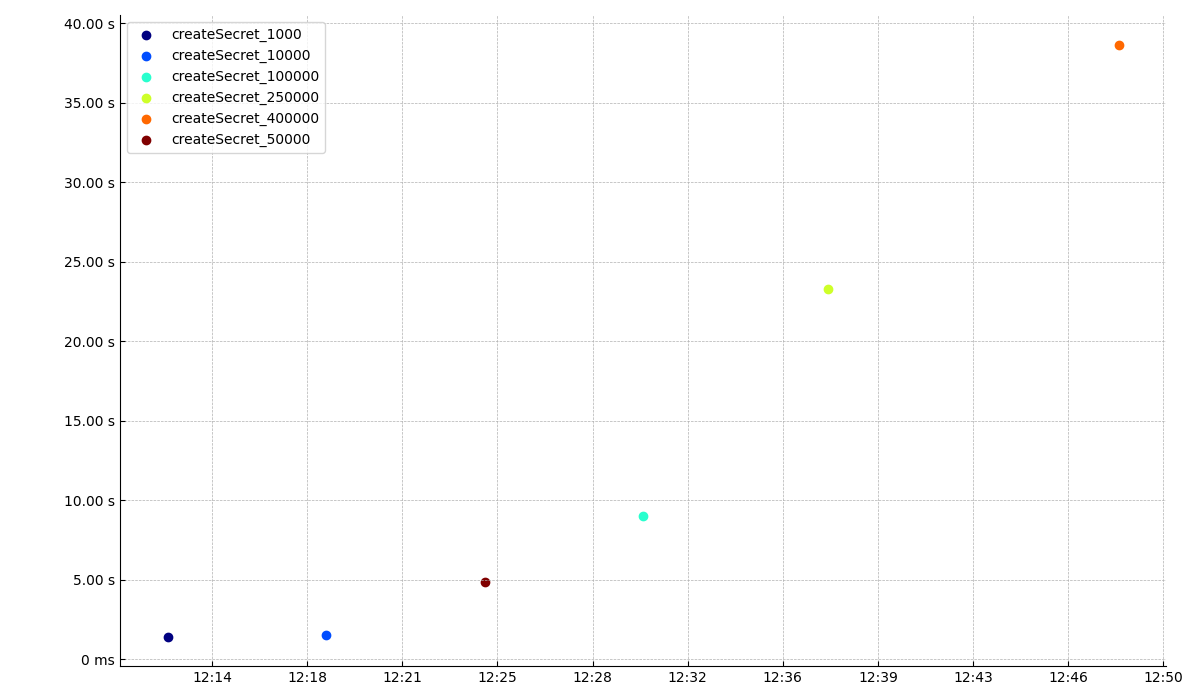 40.00 s
35.00 s
30.00 s
25.00 s
20.00 s
15.00 s
10.00 s
5.00 s
0 ms
createSecret_1000
createSecret_10000
createSecret_100000
createSecret_250000
createSecret_400000
createSecret_50000
12:14 12:18 12:21 12:25 12:28 12:32 12:36 12:39 12:43 12:46 12:50